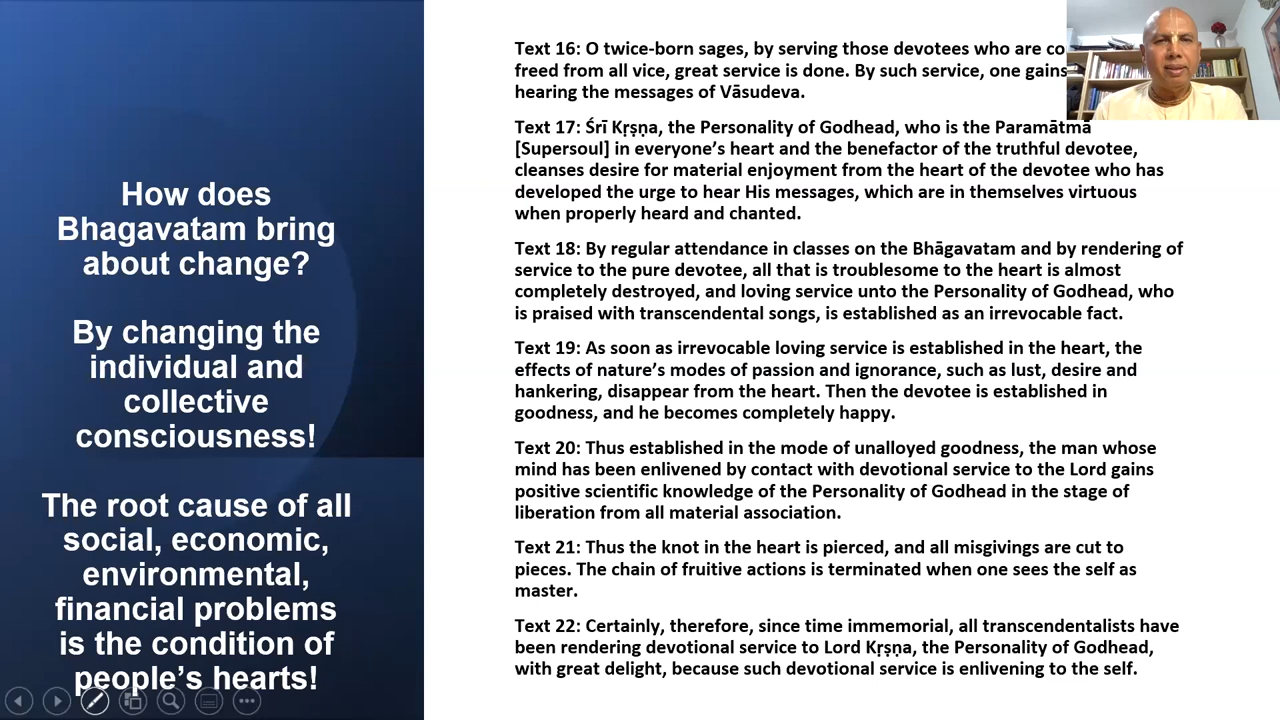 How does
Bhagavatam bring
about change?
By changing the
individual and
collective
consciousness!
The root cause of all
social, economic,
environmental,
financial problems
is the condition of
people's hearts!
Text 16: O twice-born sages, by serving those devotees who are co
freed from all vice, great service is done. By such service, one gains
hearing the messages of Vāsudeva.
Text 17: Śrī Kṛṣṇa, the Personality of Godhead, who is the Paramātmā
[Supersoul] in everyone's heart and the benefactor of the truthful devotee,
cleanses desire for material enjoyment from the heart of the devotee who has
developed the urge to hear His messages, which are in themselves virtuous
when properly heard and chanted.
Text 18: By regular attendance in classes on the Bhāgavatam and by rendering of
service to the pure devotee, all that is troublesome to the heart is almost
completely destroyed, and loving service unto the Personality of Godhead, who
is praised with transcendental songs, is established as an irrevocable fact.
Text 19: As soon as irrevocable loving service is established in the heart, the
effects of nature's modes of passion and ignorance, such as lust, desire and
hankering, disappear from the heart. Then the devotee is established in
goodness, and he becomes completely happy.
Text 20: Thus established in the mode of unalloyed goodness, the man whose
mind has been enlivened by contact with devotional service to the Lord gains
positive scientific knowledge of the Personality of Godhead in the stage of
liberation from all material association.
Text 21: Thus the knot in the heart is pierced, and all misgivings are cut to
pieces. The chain of fruitive actions is terminated when one sees the self as
master.
Text 22: Certainly, therefore, since time immemorial, all transcendentalists have
been rendering devotional service to Lord Kṛṣṇa, the Personality of Godhead,
with great delight, because such devotional service is enlivening to the self.